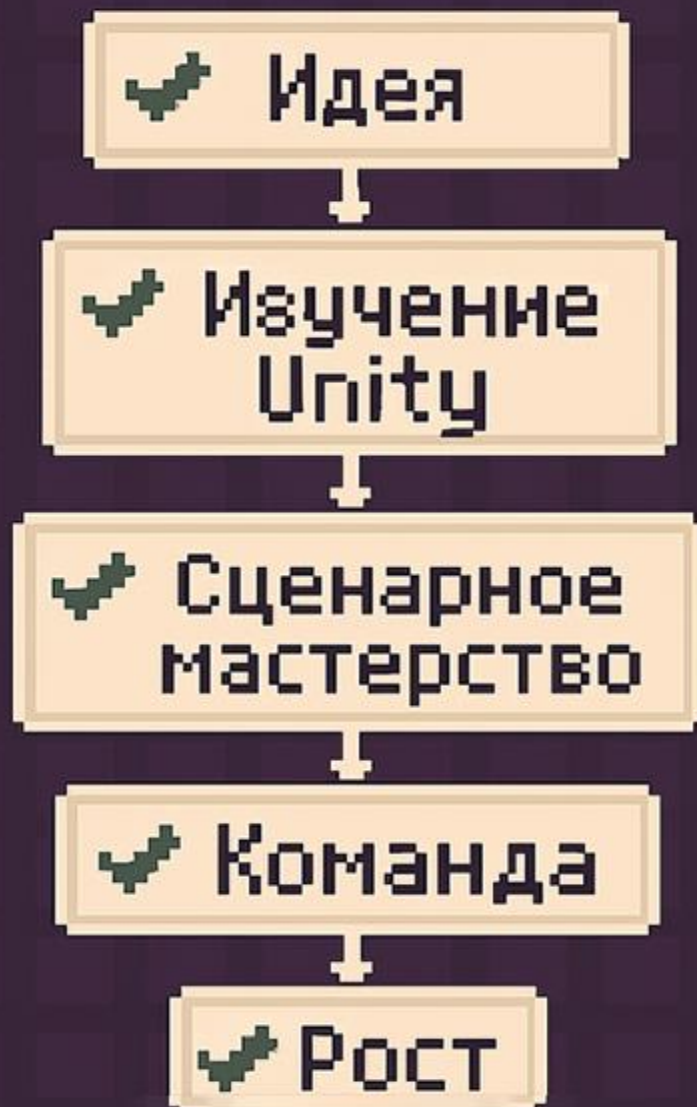 Идея
Изучение
Unity
Сценарное
мастерство
Команда
Рост